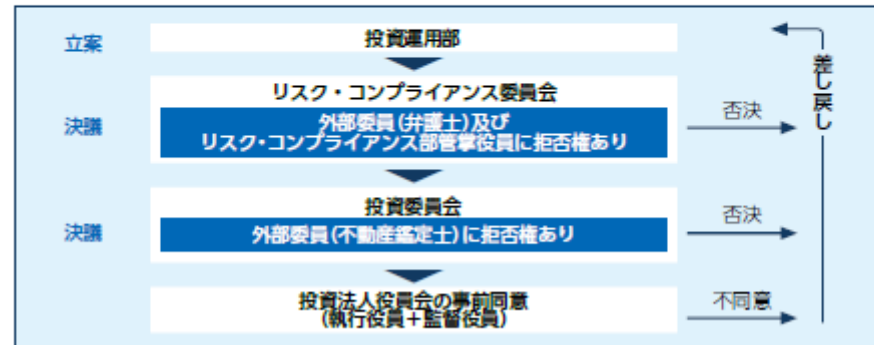 立案
投資運用部
リスク・コンプライアンス委員会
決議
外部委員(弁護士)及び
リスク・コンプライアンス部管掌役員に拒否権あり
否決
投資委員会
決議
外部委員(不動産鑑定士)に拒否権あり
否決
投資法人役員会の事前同意
(執行役員+監督役員)
不同意
差し戻し